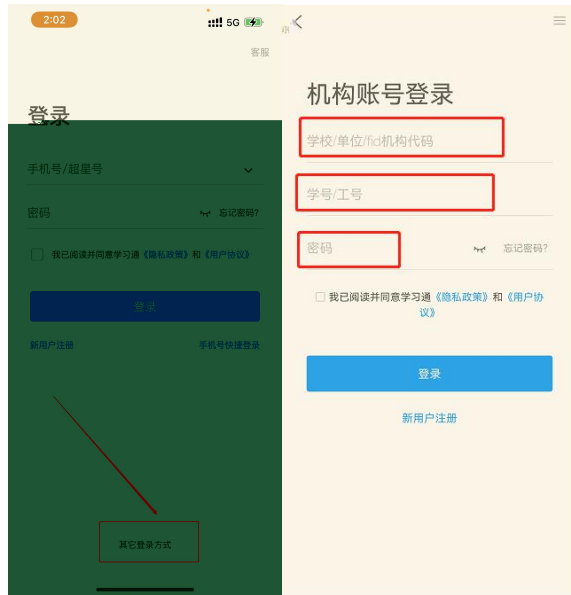 2:02
5G
客服
登录
手机号/超星号
密码
忘记密码?
我已阅读并同意学习通《隐私政策》和《用户协议》
登录
新用户注册
手机号快捷登录
其它登录方式
机构账号登录
学校/单位/fid机构代码
学号/工号
密码
忘记密码?
我已阅读并同意学习通《隐私政策》和《用户协
议》
登录
新用户注册